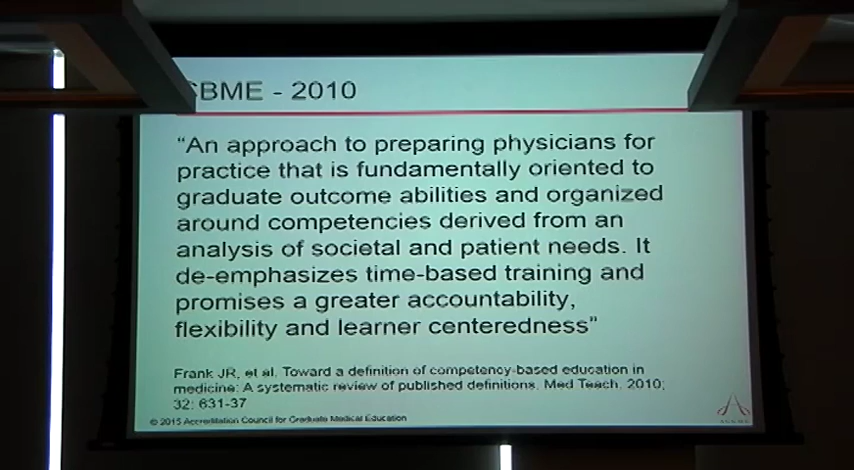 CBME - 2010
“An approach to preparing physicians for
practice that is fundamentally oriented to
graduate outcome abilities and organized
around competencies derived from an
analysis of societal and patient needs. It
de-emphasizes time-based training and
promises a greater accountability,
flexibility and learner centeredness”
Frank JR, et al. Toward a definition of competency-based education in
medicine: A systematic review of published definitions. Med Teach. 2010;
32: 631-37
© 2015 Accreditation Council for Graduate Medical Education